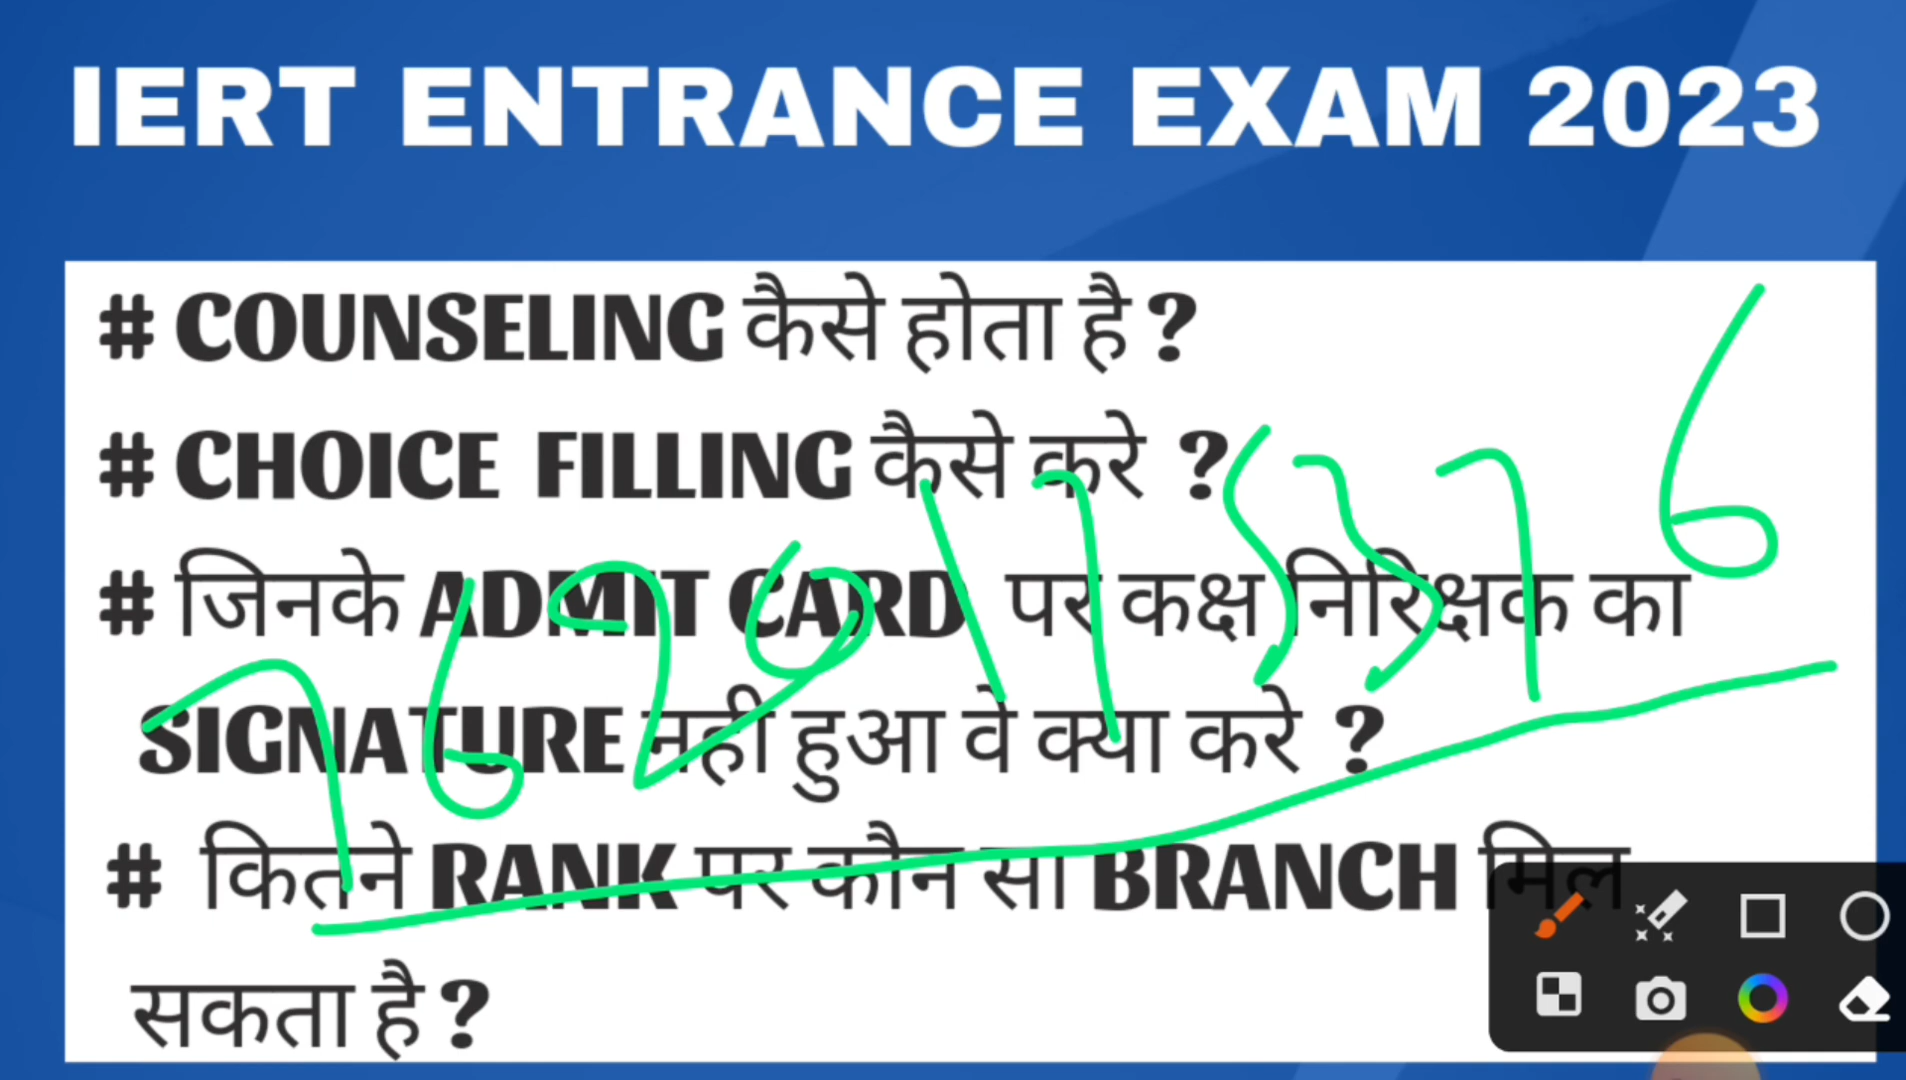 IERT ENTRANCE EXAM 2023
# COUNSELING कैसे होता है ?
# CHOICE FILLING कैसे करे ?
# जिनके ADMIT CARD पर कक्ष निरिक्षक का
SIGNATURE नही हुआ वे क्या करे ?
# कितने RANK पर कौन सा BRANCH मिल
सकता है ?